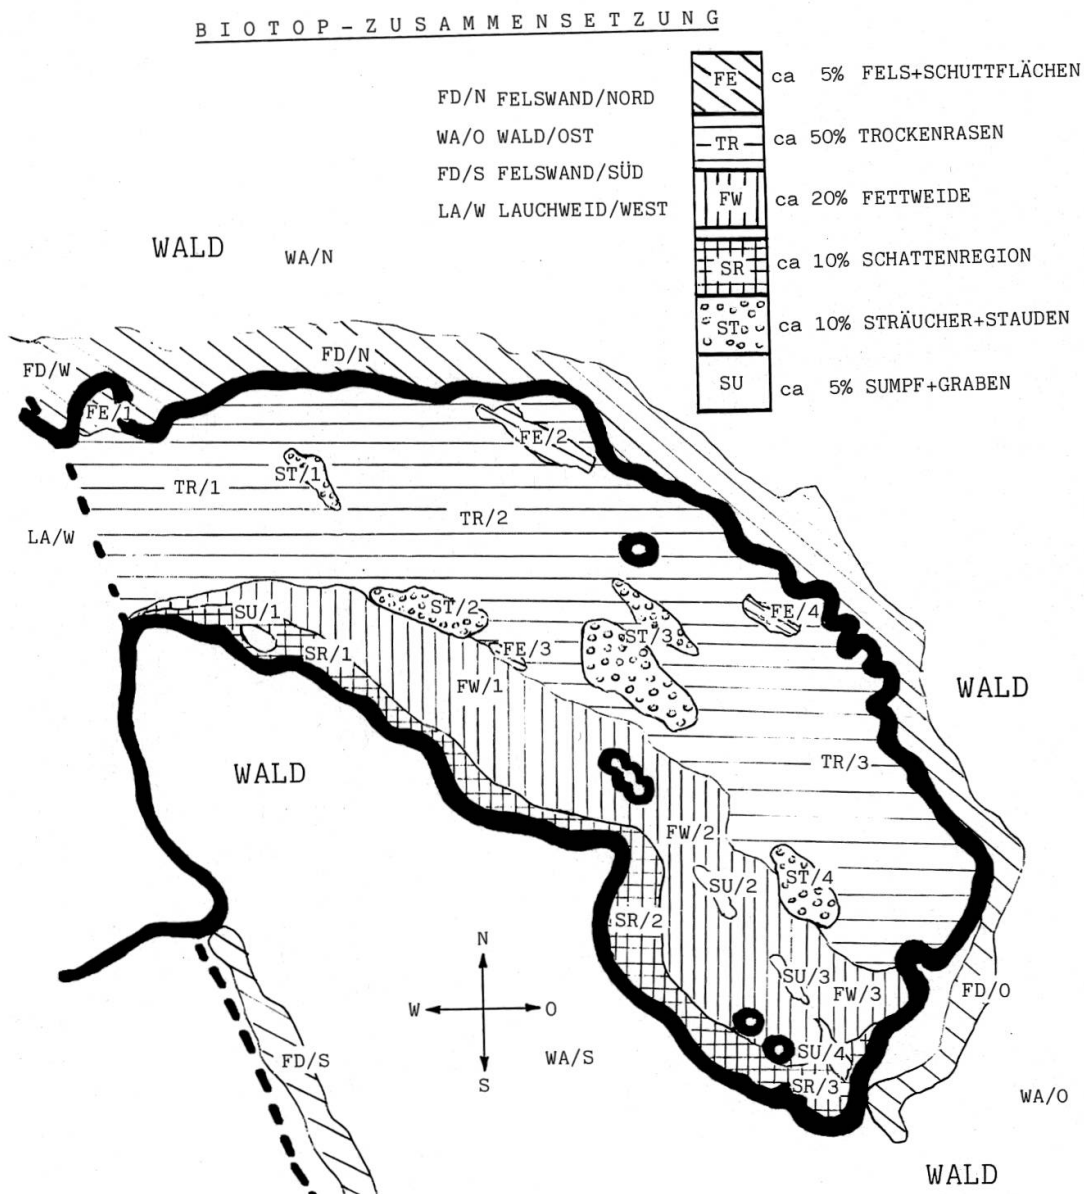 BIOTOP-ZUSAMMENSETZUNG
FD/N FELSWAND/NORD
WA/O WALD/OST
FD/S FELSWAND/SÜD
LA/W LAUCHWEID/WEST
FE ca 5% FELS+SCHUTTFLÄCHEN
TR ca 50% TROCKENRASEN
FW ca 20% FETTWEIDE
SR ca 10% SCHATTENREGION
ST ca 10% STRÄUCHER+STAUDEN
SU ca 5% SUMPF+GRABEN
WALD
WA/N
FD/N
FD/W
FE/1
FE/2
ST/1
TR/1
TR/2
LA/W
SU/1
ST/2
FE/4
SR/1
FE/3
ST/3
FW/1
WALD
WALD
TR/3
FW/2
SU/2
ST/4
SR/2
N
SU/3
FW/3
FD/O
W
O
SU/4
FD/S
WA/S
S
SR/3
WA/O
WALD